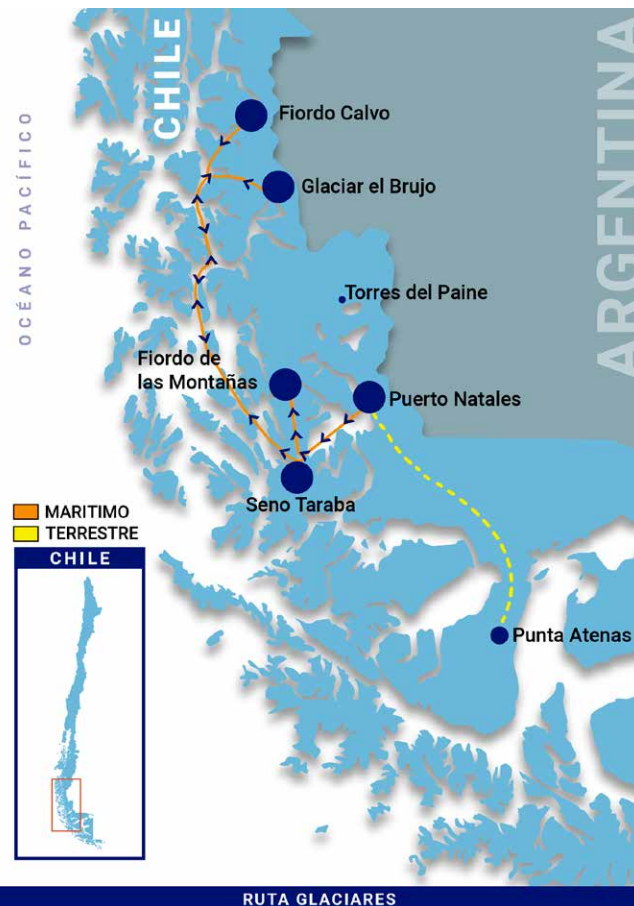 CHILE
ARGENTINA
OCÉANO PACÍFICO
Fiordo Calvo
Glaciar el Brujo
Torres del Paine
Fiordo de
las Montañas
Puerto Natales
Seno Taraba
MARITIMO
TERRESTRE
CHILE
Punta Atenas
RUTA GLACIARES